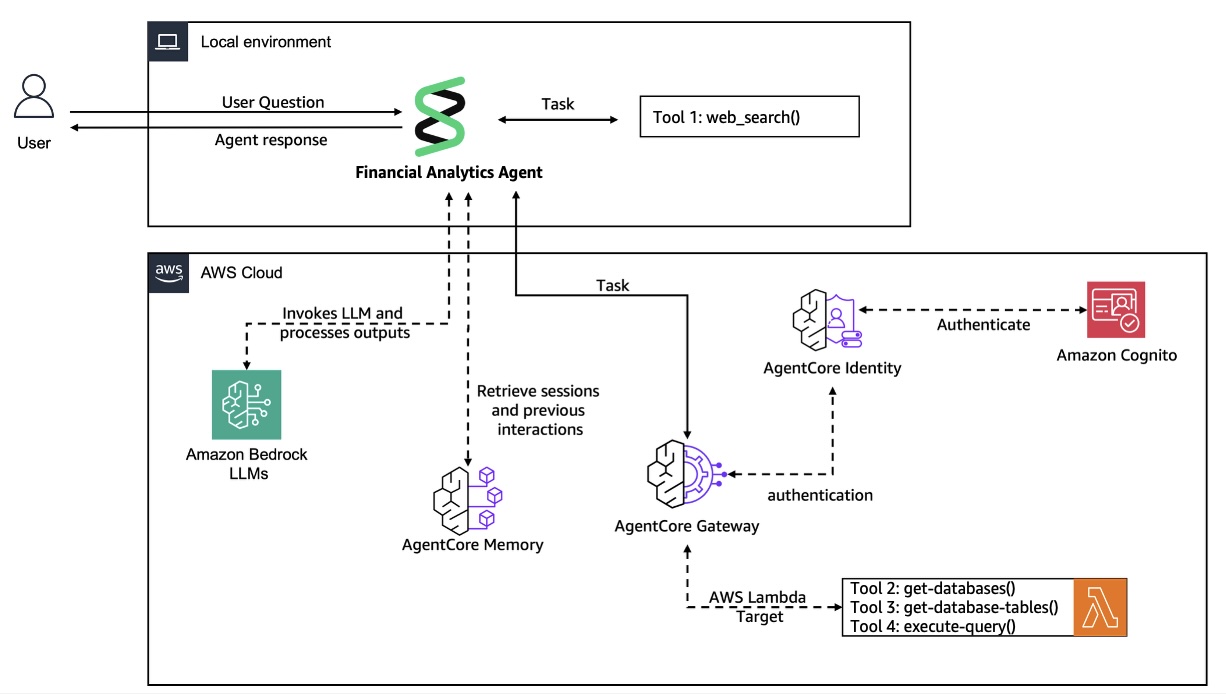 Local environment
User Question
Agent response
User
Task
Tool 1: web_search()
Financial Analytics Agent
aws
AWS Cloud
Invokes LLM and
processes outputs
Amazon Bedrock
LLMs
Retrieve sessions
and previous
interactions
AgentCore Memory
Task
AgentCore Gateway
authentication
AgentCore Identity
Authenticate
Amazon Cognito
AWS Lambda
Target
Tool 2: get-databases()
Tool 3: get-database-tables()
Tool 4: execute-query()